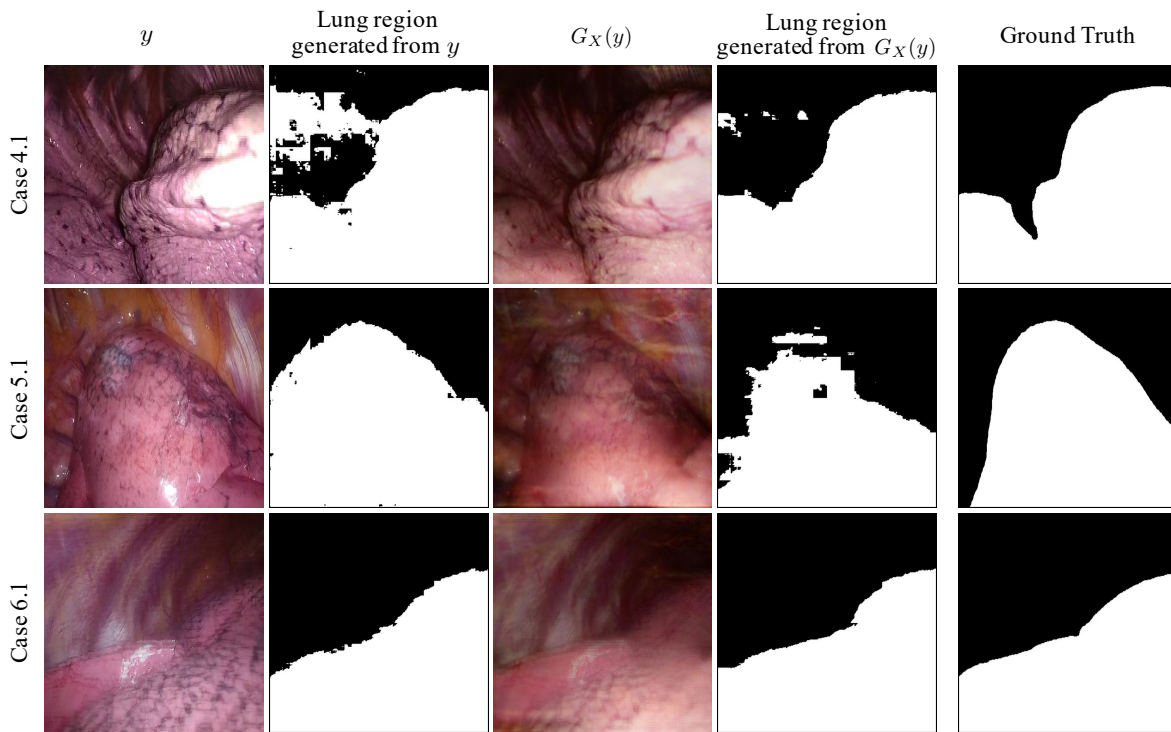 y
Lung region
generated from y
G_X(y)
Lung region
generated from G_X(y)
Ground Truth
Case 4.1
Case 5.1
Case 6.1